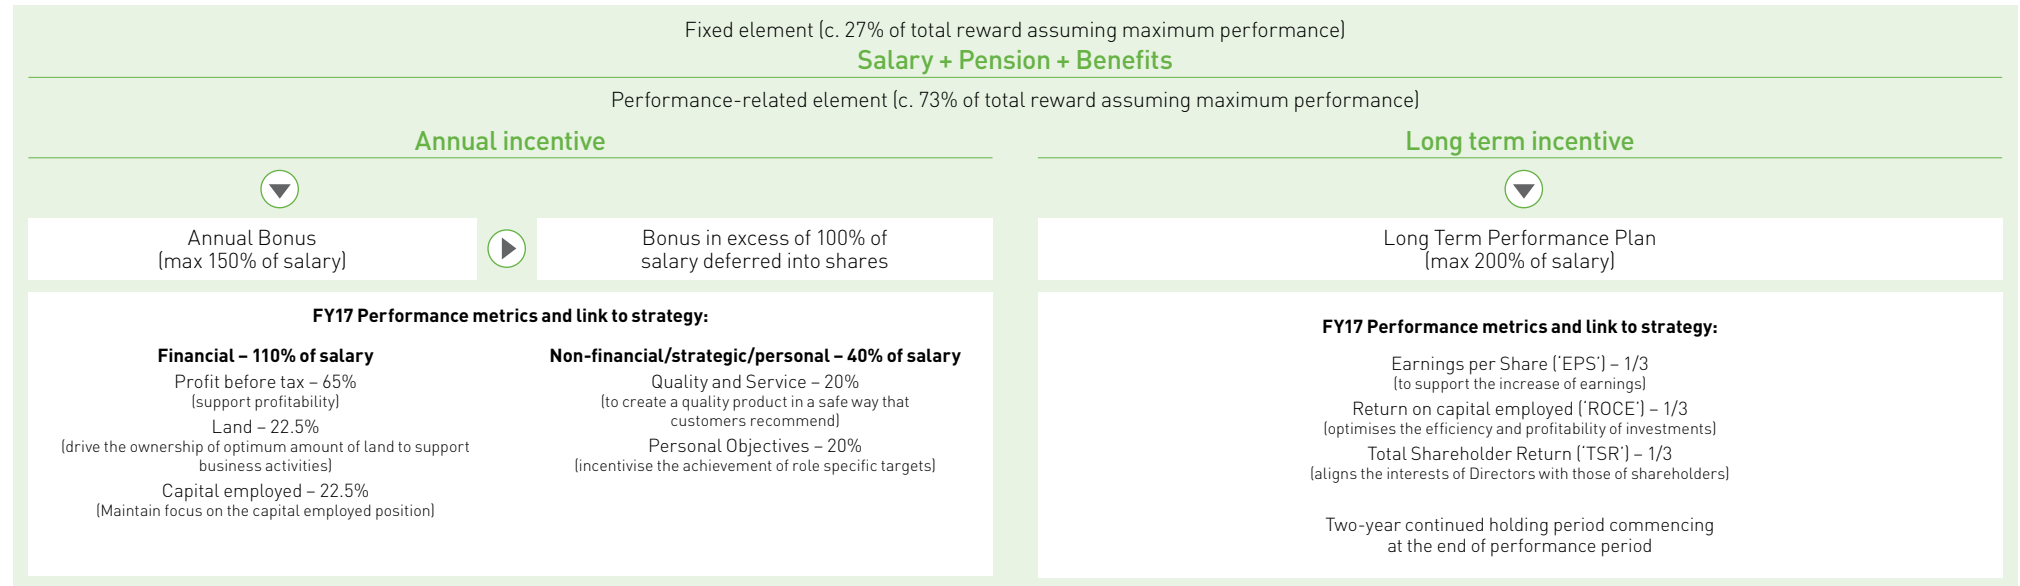 Fixed element (c. 27% of total reward assuming maximum performance)
Salary + Pension + Benefits
Performance-related element (c. 73% of total reward assuming maximum performance)
Annual incentive
Annual Bonus
(max 150% of salary)
Bonus in excess of 100% of
salary deferred into shares
FY17 Performance metrics and link to strategy:
Financial – 110% of salary
Profit before tax – 65%
(support profitability)
Land – 22.5%
(drive the ownership of optimum amount of land to support
business activities)
Capital employed – 22.5%
(Maintain focus on the capital employed position)
Non-financial/strategic/personal – 40% of salary
Quality and Service – 20%
(to create a quality product in a safe way that
customers recommend)
Personal Objectives – 20%
(incentivise the achievement of role specific targets)
Long term incentive
Long Term Performance Plan
(max 200% of salary)
FY17 Performance metrics and link to strategy:
Earnings per Share (‘EPS’) – 1/3
(to support the increase of earnings)
Return on capital employed (‘ROCE’) – 1/3
(optimises the efficiency and profitability of investments)
Total Shareholder Return (‘TSR’) – 1/3
(aligns the interests of Directors with those of shareholders)
Two-year continued holding period commencing
at the end of performance period